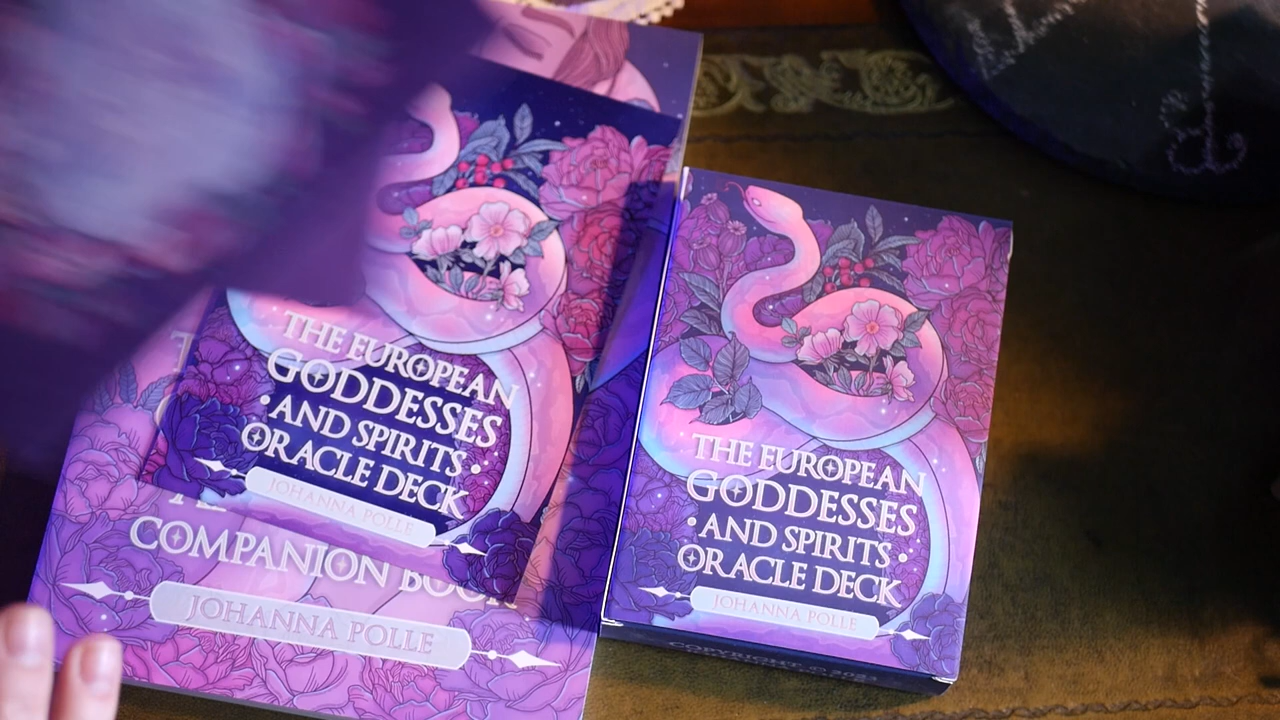 THE EUROPEAN
GODDESSES
• AND SPIRITS •
ORACLE DECK
JOHANNA POLLE
COMPANION BOOK
JOHANNA POLLE
THE EUROPEAN
GODDESSES
• AND SPIRITS •
ORACLE DECK
JOHANNA POLLE
COPYRIGHT ©